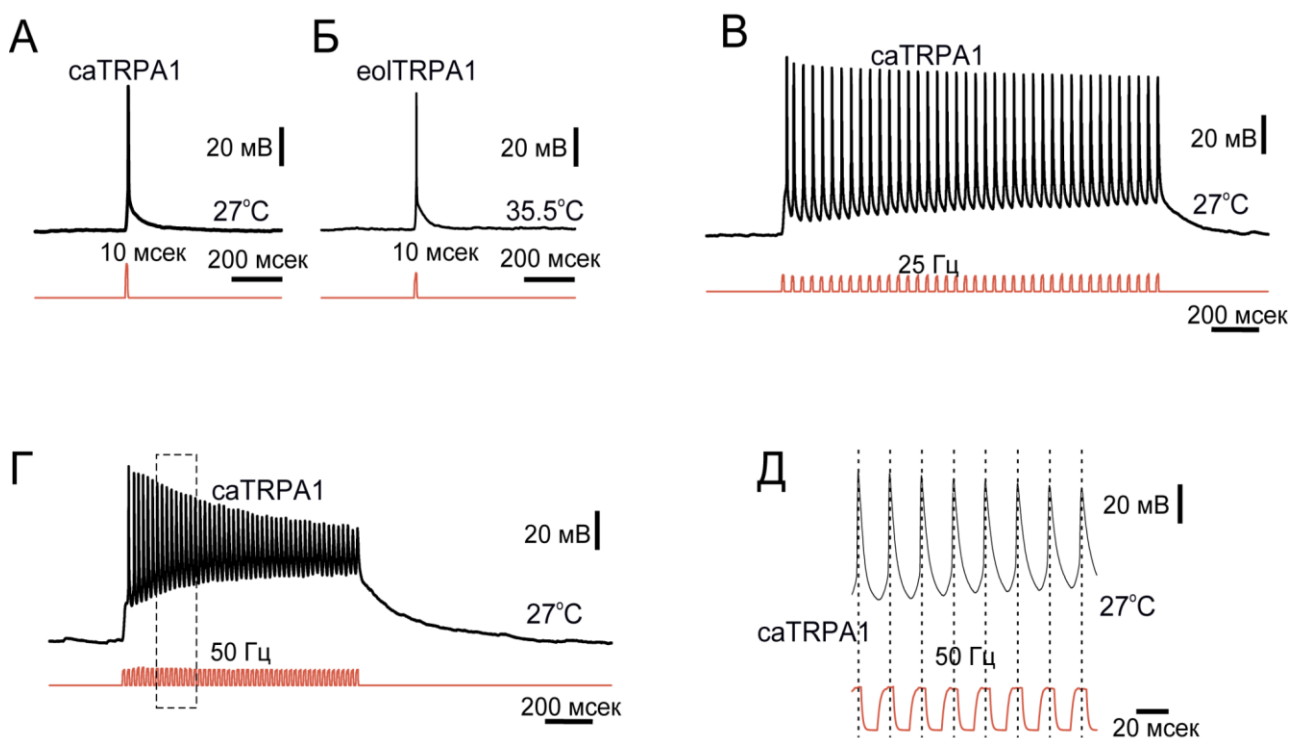 А
caTRPA1
20 мВ
27°C
10 мсек
200 мсек
Б
eolTRPA1
20 мВ
35.5°C
10 мсек
200 мсек
В
caTRPA1
20 мВ
27°C
25 Гц
200 мсек
Г
caTRPA1
20 мВ
27°C
50 Гц
200 мсек
Д
20 мВ
27°C
caTRPA1
50 Гц
20 мсек